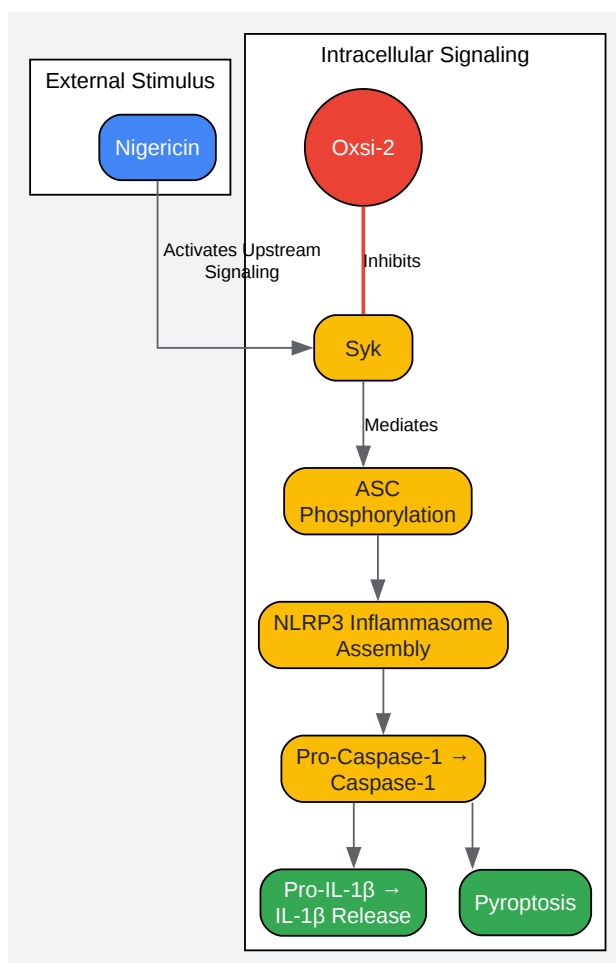 Intracellular Signaling
External Stimulus
Nigericin
Oxsi-2
Activates Upstream
Signaling
Inhibits
Syk
Mediates
ASC
Phosphorylation
NLRP3 Inflammasome
Assembly
Pro-Caspase-1 →
Caspase-1
Pro-IL-1β →
IL-1β Release
Pyroptosis